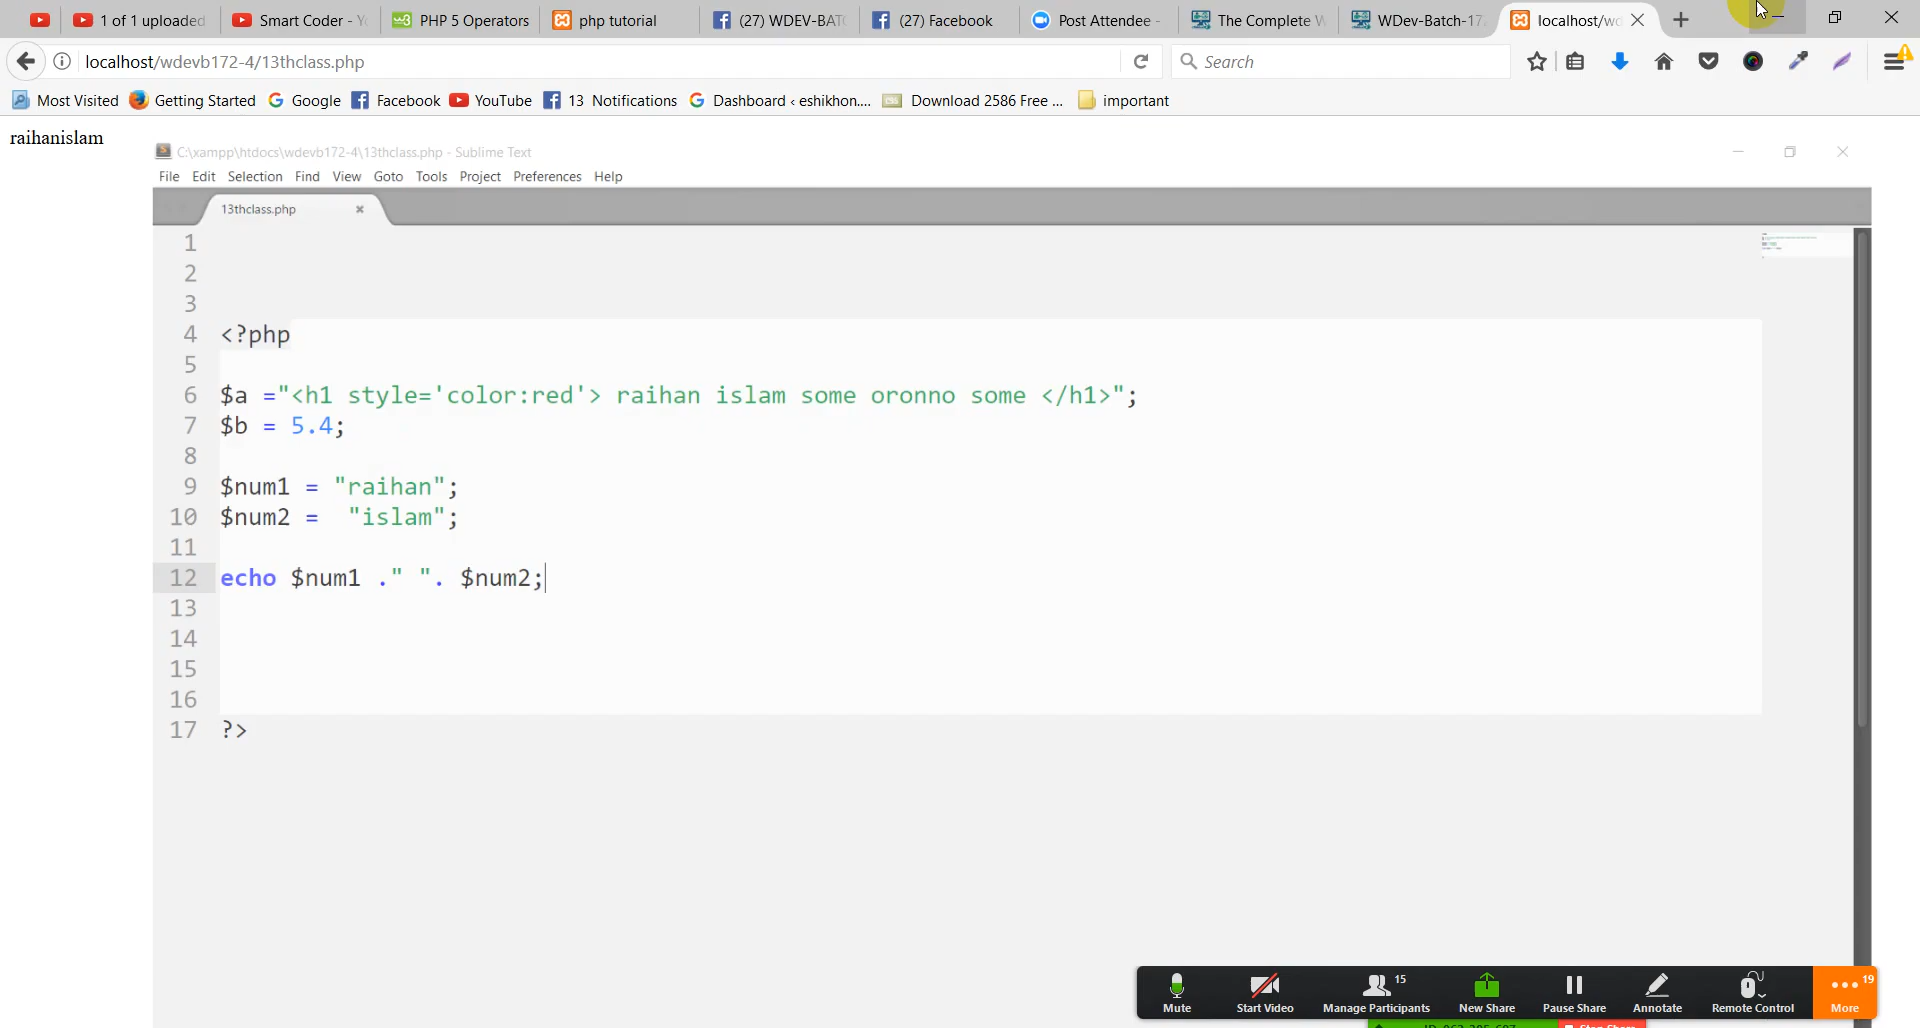 1 of 1 uploaded
Smart Coder - Yo
PHP 5 Operators
php tutorial
(27) WDEV-BAT
(27) Facebook
Post Attendee -
The Complete W
WDev-Batch-17
localhost/wd
localhost/wdevb172-4/13thclass.php
Search
Most Visited
Getting Started
Google
Facebook
YouTube
13 Notifications
Dashboard ‹ eshikhon....
Download 2586 Free ...
important
raihanislam
C:\xampp\htdocs\wdevb172-4\13thclass.php - Sublime Text
File Edit Selection Find View Goto Tools Project Preferences Help
13thclass.php
1
2
3
4 <?php
5
6 $a ="<h1 style='color:red'> raihan islam some oronno some </h1>";
7 $b = 5.4;
8
9 $num1 = "raihan";
10 $num2 =  "islam";
11
12 echo $num1 ." ". $num2;
13
14
15
16
17 ?>
15
19
Mute
Start Video
Manage Participants
New Share
Pause Share
Annotate
Remote Control
More